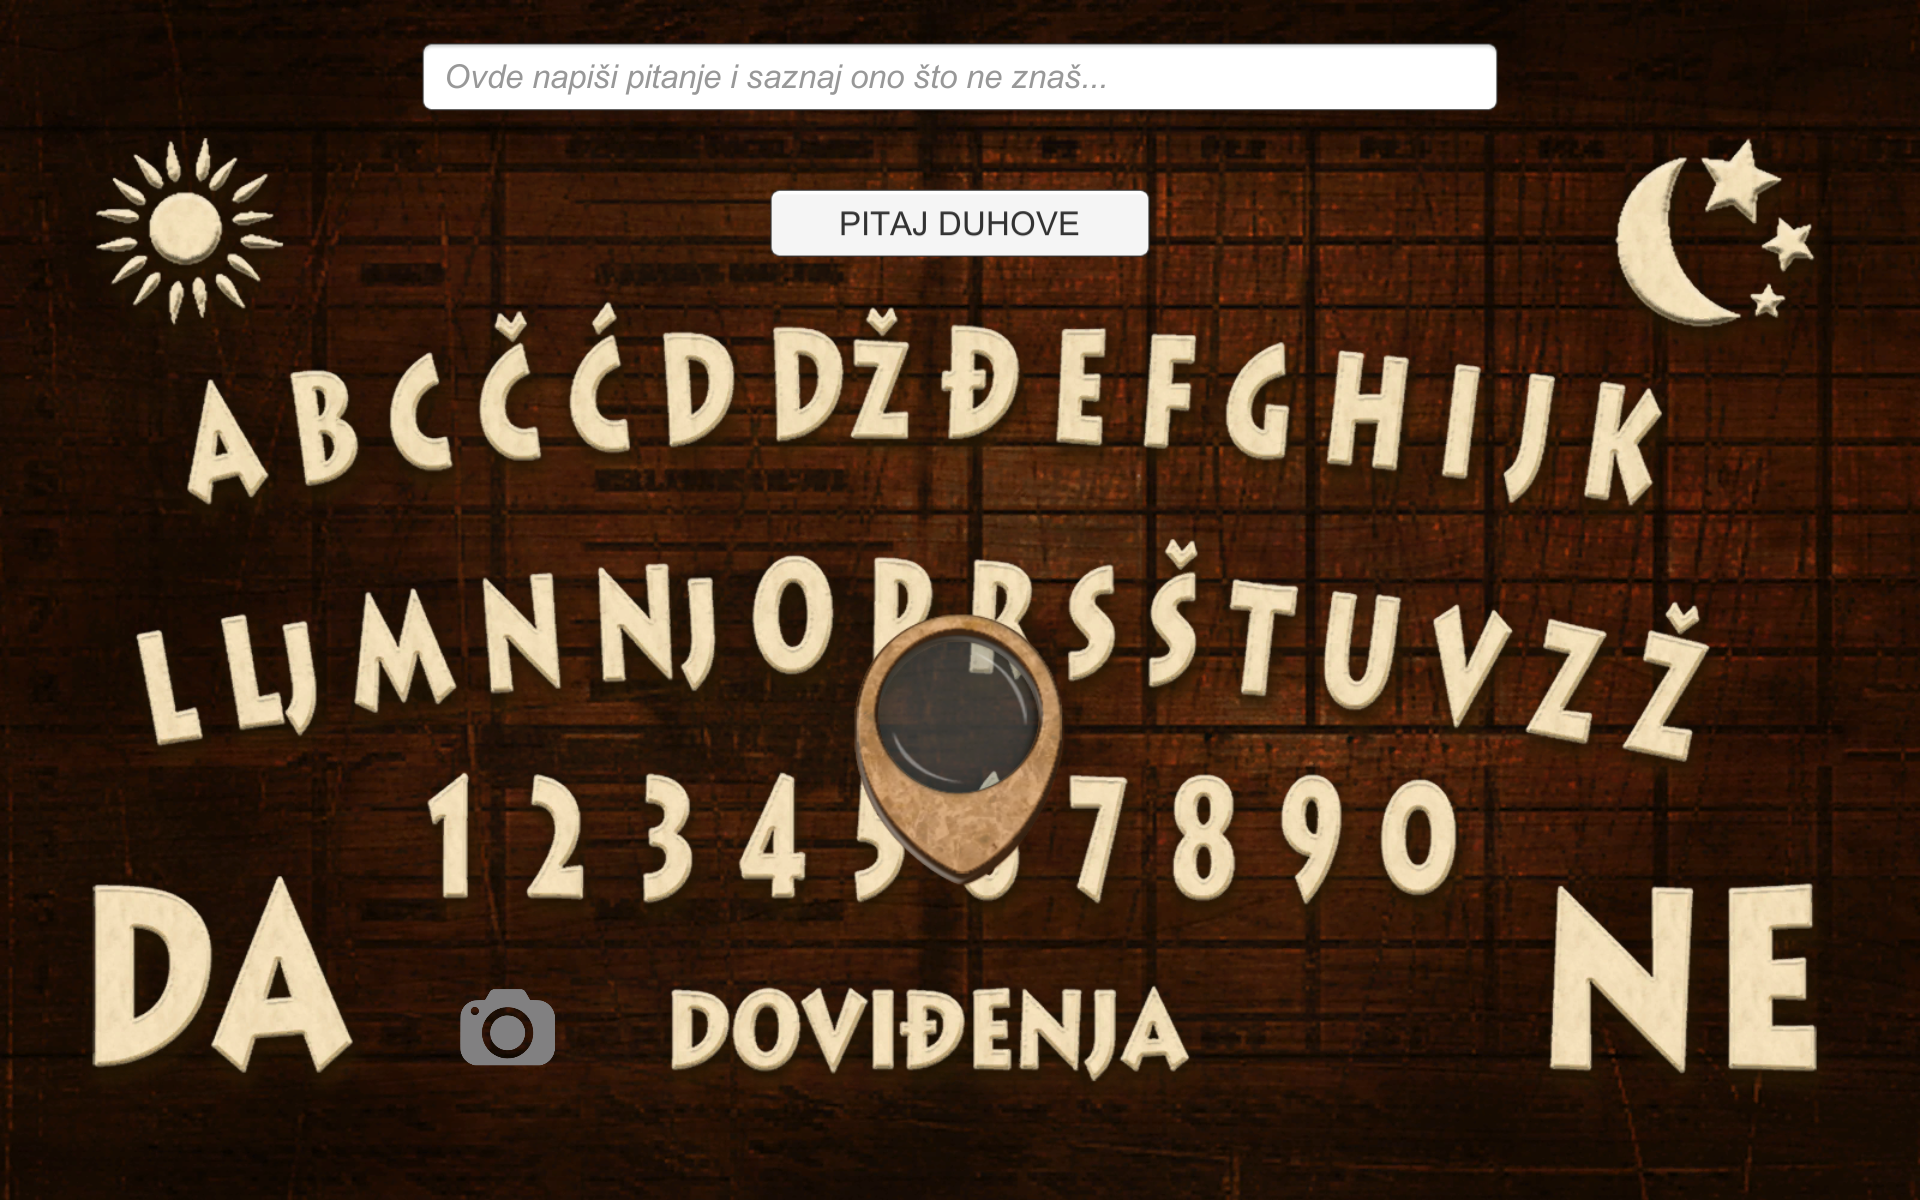 Ovde napiši pitanje i saznaj ono što ne znaš...
PITAJ DUHOVE
A B C Č Ć D DŽ Đ E F G H I J K
L LJ M N NJ O P R S Š T U V Z Ž
1 2 3 4 5 6 7 8 9 0
DA NE
DOVIĐENJA